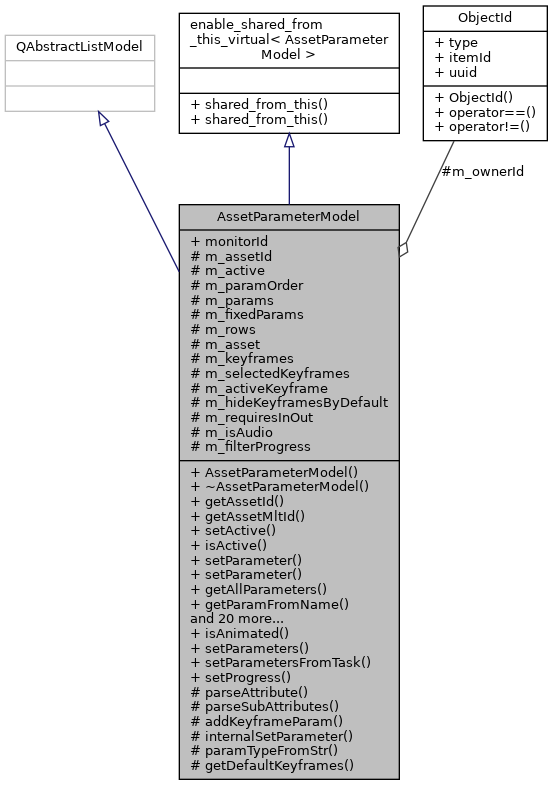 QAbstractListModel
enable_shared_from
_this_virtual< AssetParameter
Model >
+ shared_from_this()
+ shared_from_this()
ObjectId
+ type
+ itemId
+ uuid
+ ObjectId()
+ operator==()
+ operator!=()
#m_ownerId
AssetParameterModel
+ monitorId
# m_assetId
# m_active
# m_paramOrder
# m_params
# m_fixedParams
# m_rows
# m_asset
# m_keyframes
# m_selectedKeyframes
# m_activeKeyframe
# m_hideKeyframesByDefault
# m_requiresInOut
# m_isAudio
# m_filterProgress
+ AssetParameterModel()
+ ~AssetParameterModel()
+ getAssetId()
+ getAssetMltId()
+ setActive()
+ isActive()
+ setParameter()
+ setParameter()
+ getAllParameters()
+ getParamFromName()
and 20 more...
+ isAnimated()
+ setParameters()
+ setParametersFromTask()
+ setProgress()
# parseAttribute()
# parseSubAttributes()
# addKeyframeParam()
# internalSetParameter()
# paramTypeFromStr()
# getDefaultKeyframes()